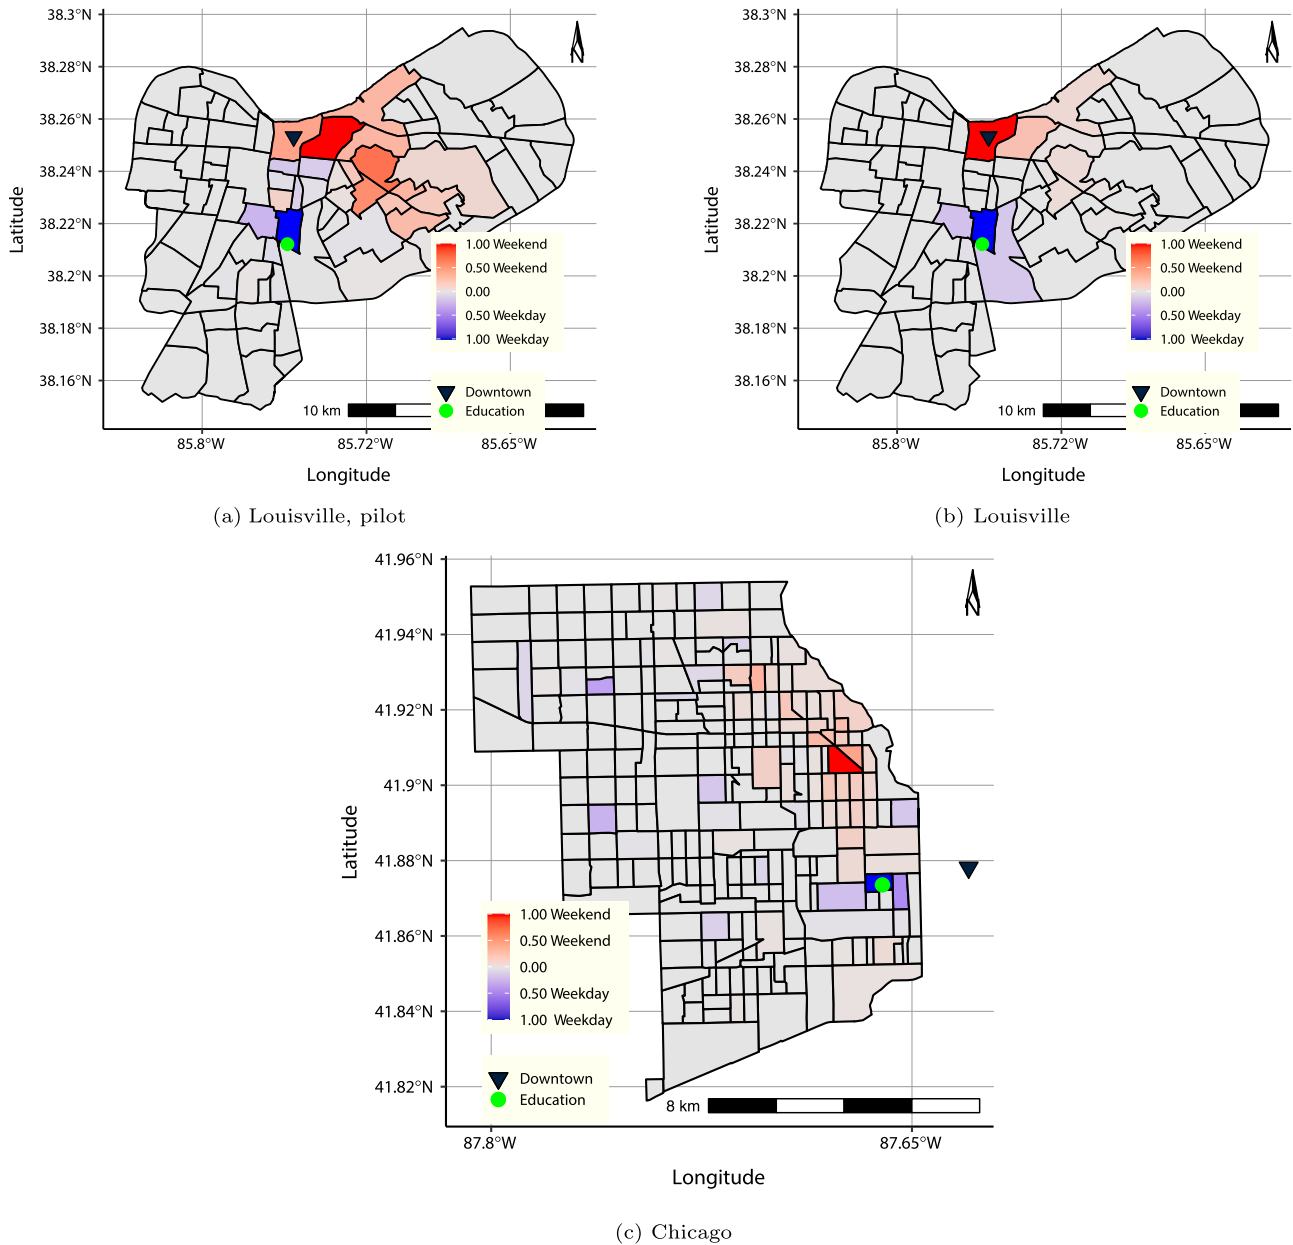 38.3°N
38.28°N
38.26°N
38.24°N
38.22°N
38.2°N
38.18°N
38.16°N
Latitude
1.00 Weekend
0.50 Weekend
0.00
0.50 Weekday
1.00 Weekday
Downtown
Education
10 km
85.8°W
85.72°W
85.65°W
Longitude
(a) Louisville, pilot
38.3°N
38.28°N
38.26°N
38.24°N
38.22°N
38.2°N
38.18°N
38.16°N
Latitude
1.00 Weekend
0.50 Weekend
0.00
0.50 Weekday
1.00 Weekday
Downtown
Education
10 km
85.8°W
85.72°W
85.65°W
Longitude
(b) Louisville
41.96°N
41.94°N
41.92°N
41.9°N
41.88°N
41.86°N
41.84°N
41.82°N
Latitude
1.00 Weekend
0.50 Weekend
0.00
0.50 Weekday
1.00 Weekday
Downtown
Education
8 km
87.8°W
87.65°W
Longitude
(c) Chicago